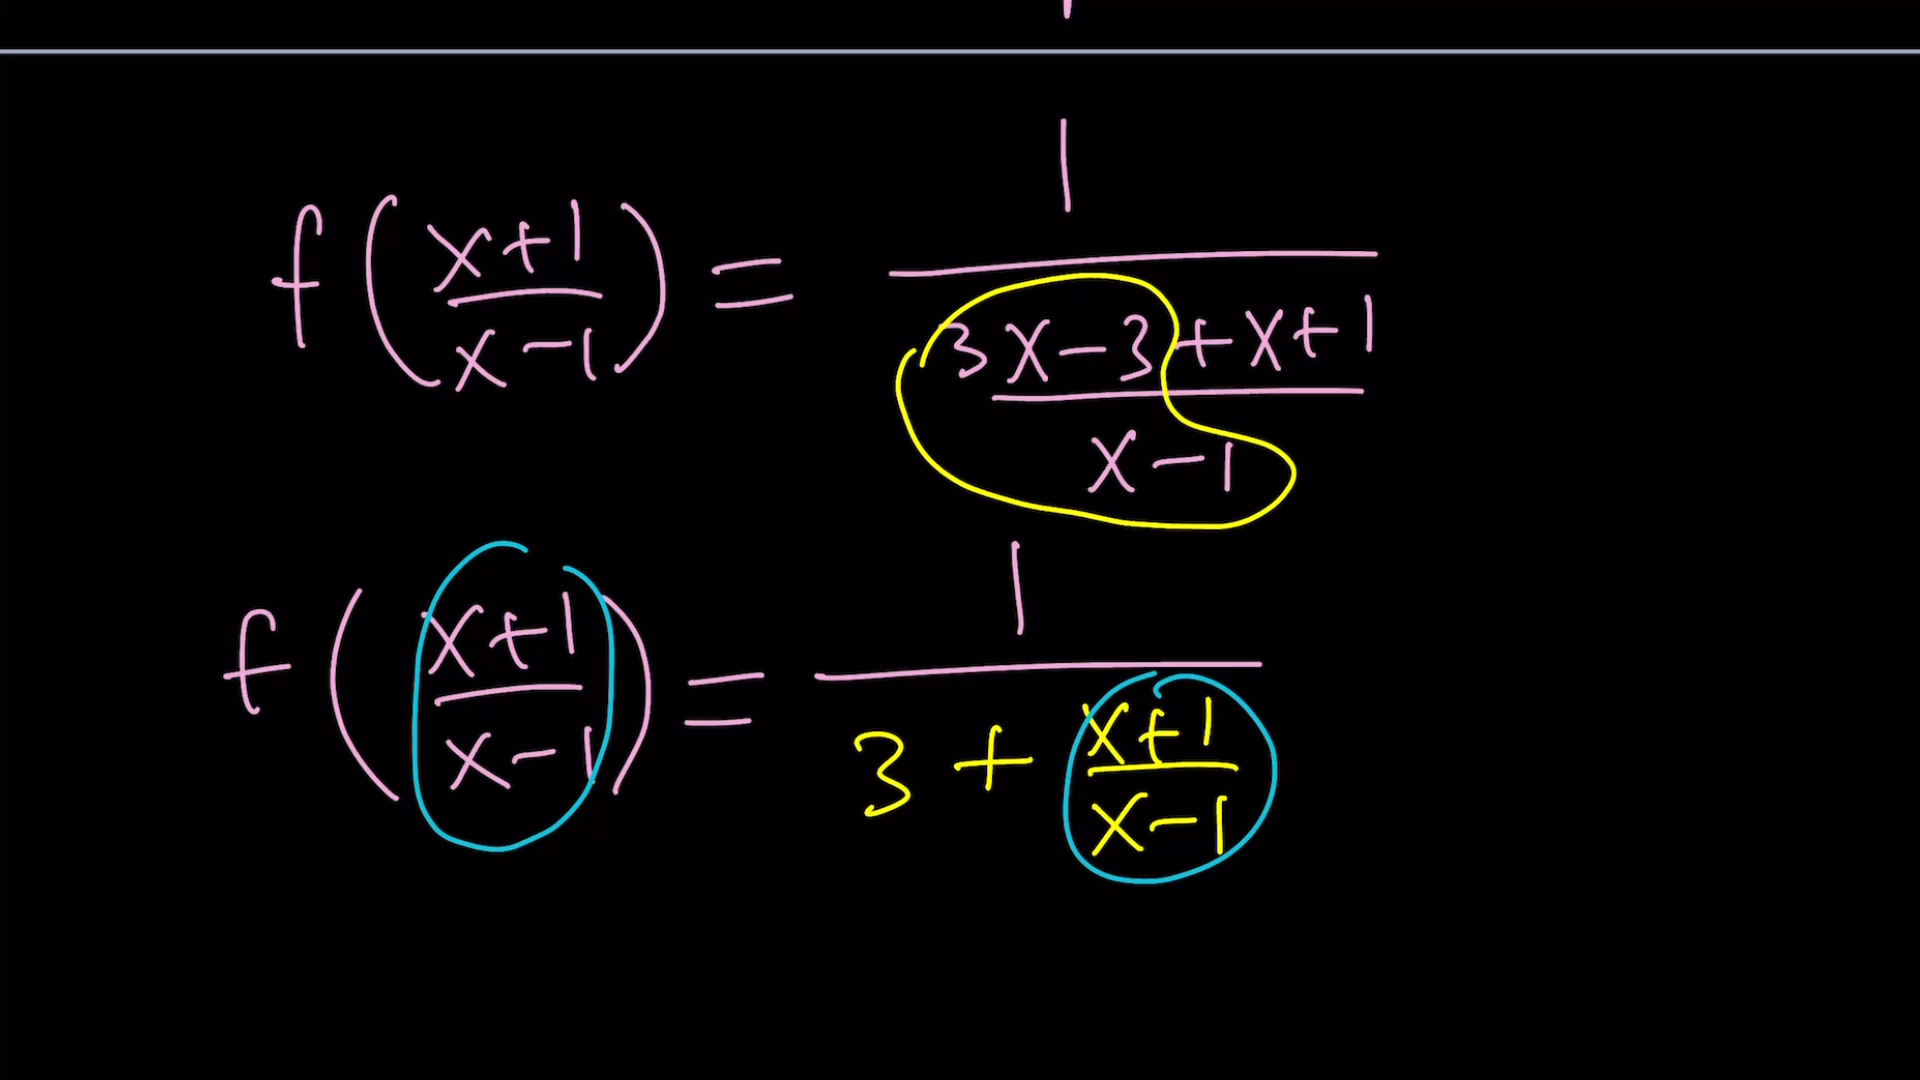 f((x+1)/(x-1)) = 1/((3x-3+x+1)/(x-1))
f((x+1)/(x-1)) = 1/(3+(x+1)/(x-1))